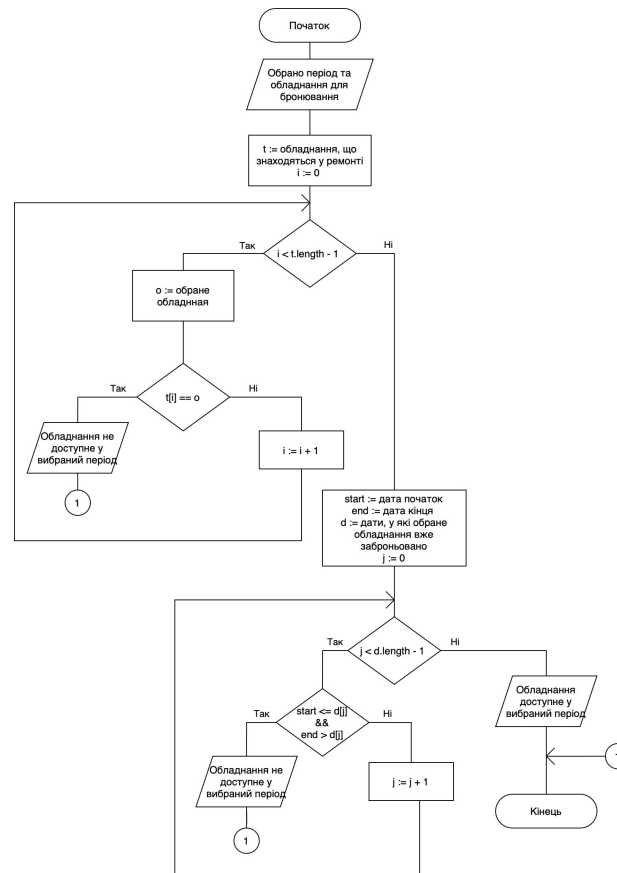 Початок
Обрано період та
обладнання для
бронювання
t := обладнання, що
знаходяться у ремонті
i := 0
Так
Ні
i < t.length - 1
o := обране
обладнная
Так
Ні
t[i] == o
Обладнання не
доступне у
вибраний період
i := i + 1
1
start := дата початок
end := дата кінця
d := дати, у які обране
обладнання вже
заброньовано
j := 0
Так
Ні
j < d.length - 1
Так
Ні
start <= d[j]
&&
end > d[j]
Обладнання
доступне у
вибраний період
Обладнання не
доступне у
вибраний період
j := j + 1
1
Кінець
1